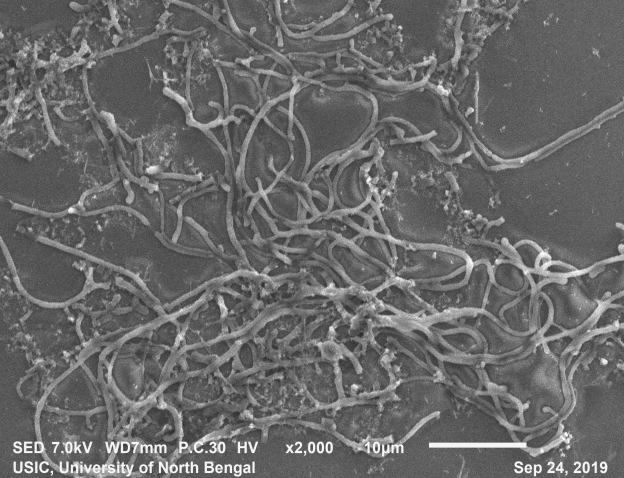 SED 7.0kV WD7mm P.C.30 HV x2,000 10μm
USIC, University of North Bengal Sep 24, 2019